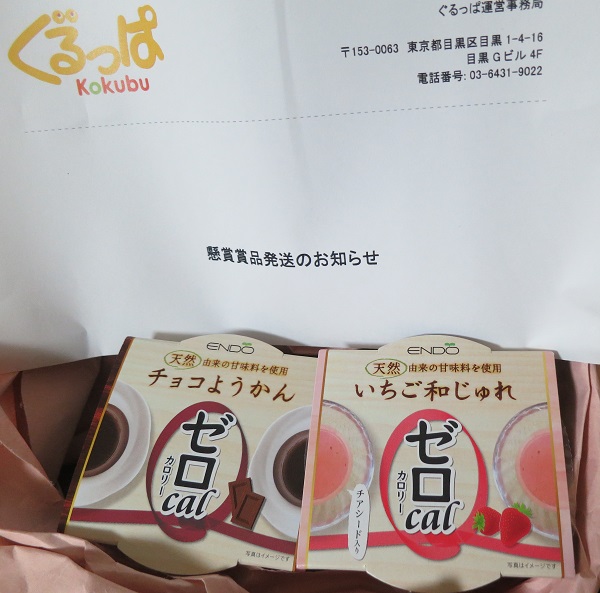 ぐるっぱ
Kokubu
ぐるっぱ運営事務局
〒153-0063 東京都目黒区目黒1-4-16
目黒Gビル4F
電話番号: 03-6431-9022
懸賞賞品発送のお知らせ
ENDO
天然 由来の甘味料を使用
チョコようかん
ゼロ
カロリー
cal
写真はイメージです
ENDO
天然 由来の甘味料を使用
いちご和じゅれ
ゼロ
カロリー
cal
チアシード入り
写真はイメージです